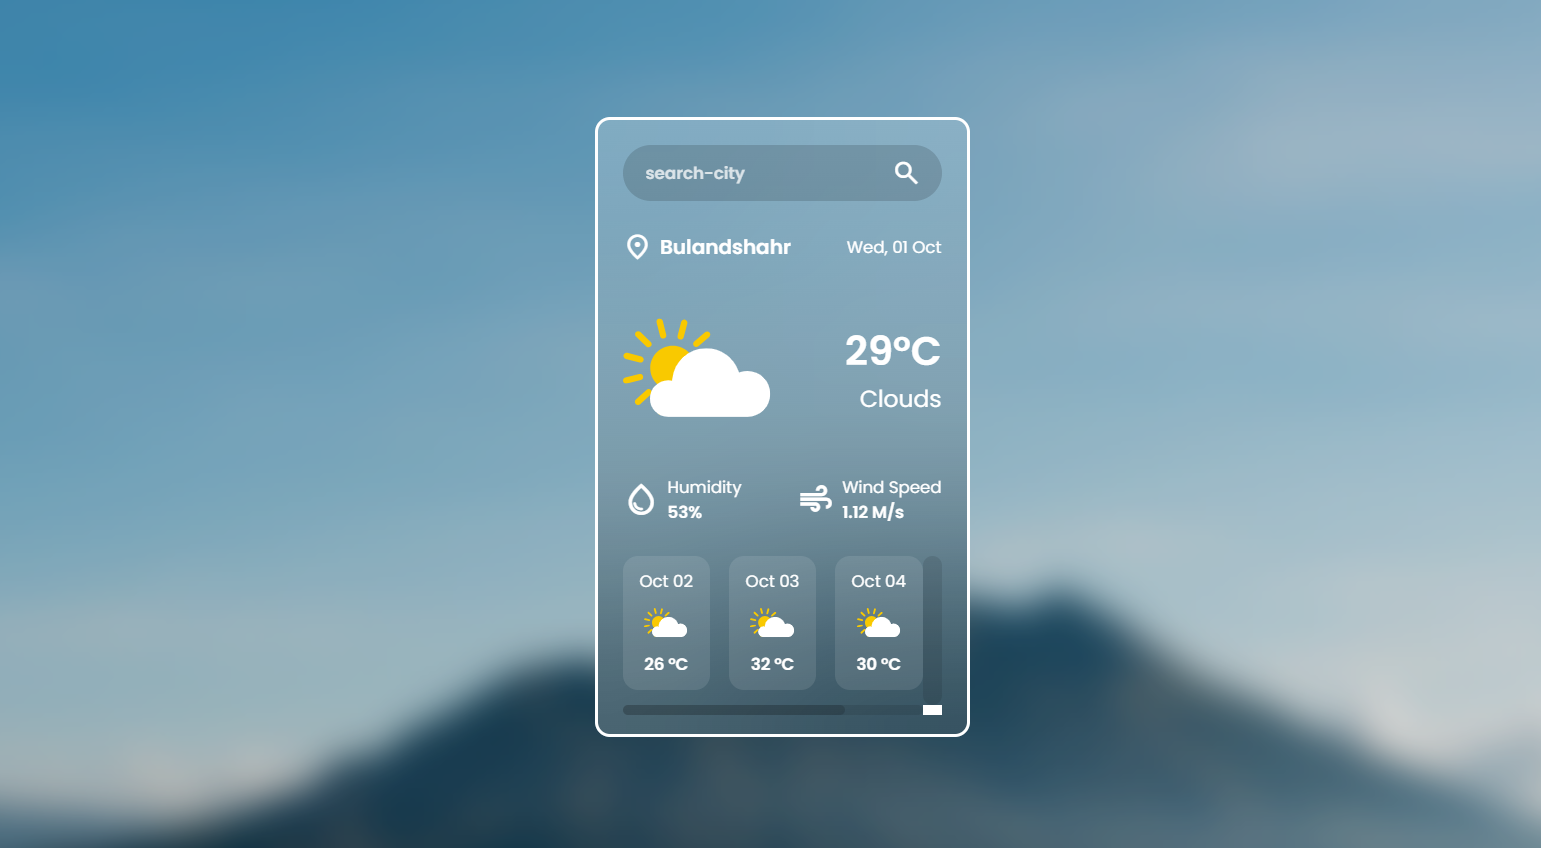 search-city
Bulandshahr
Wed, 01 Oct
29°C
Clouds
Humidity
53%
Wind Speed
1.12 M/s
Oct 02
26 °C
Oct 03
32 °C
Oct 04
30 °C